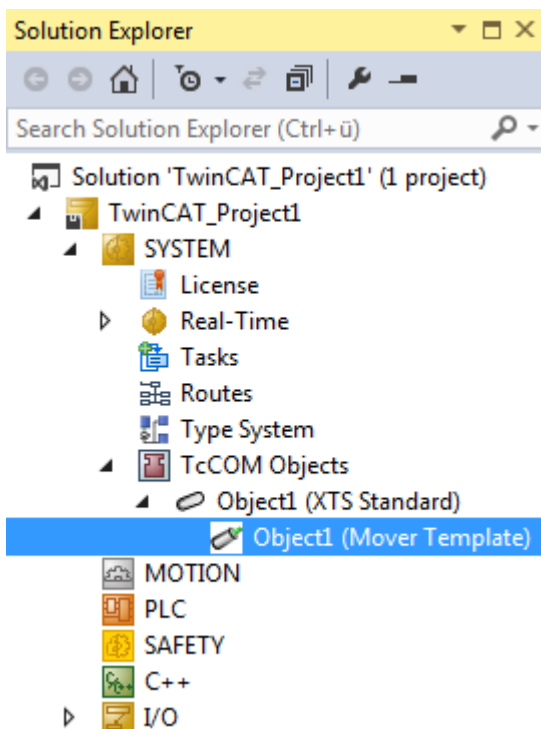 Solution Explorer
Search Solution Explorer (Ctrl+ü)
Solution 'TwinCAT_Project1' (1 project)
TwinCAT_Project1
SYSTEM
License
Real-Time
Tasks
Routes
Type System
TcCOM Objects
Object1 (XTS Standard)
Object1 (Mover Template)
MOTION
PLC
SAFETY
C++
I/O